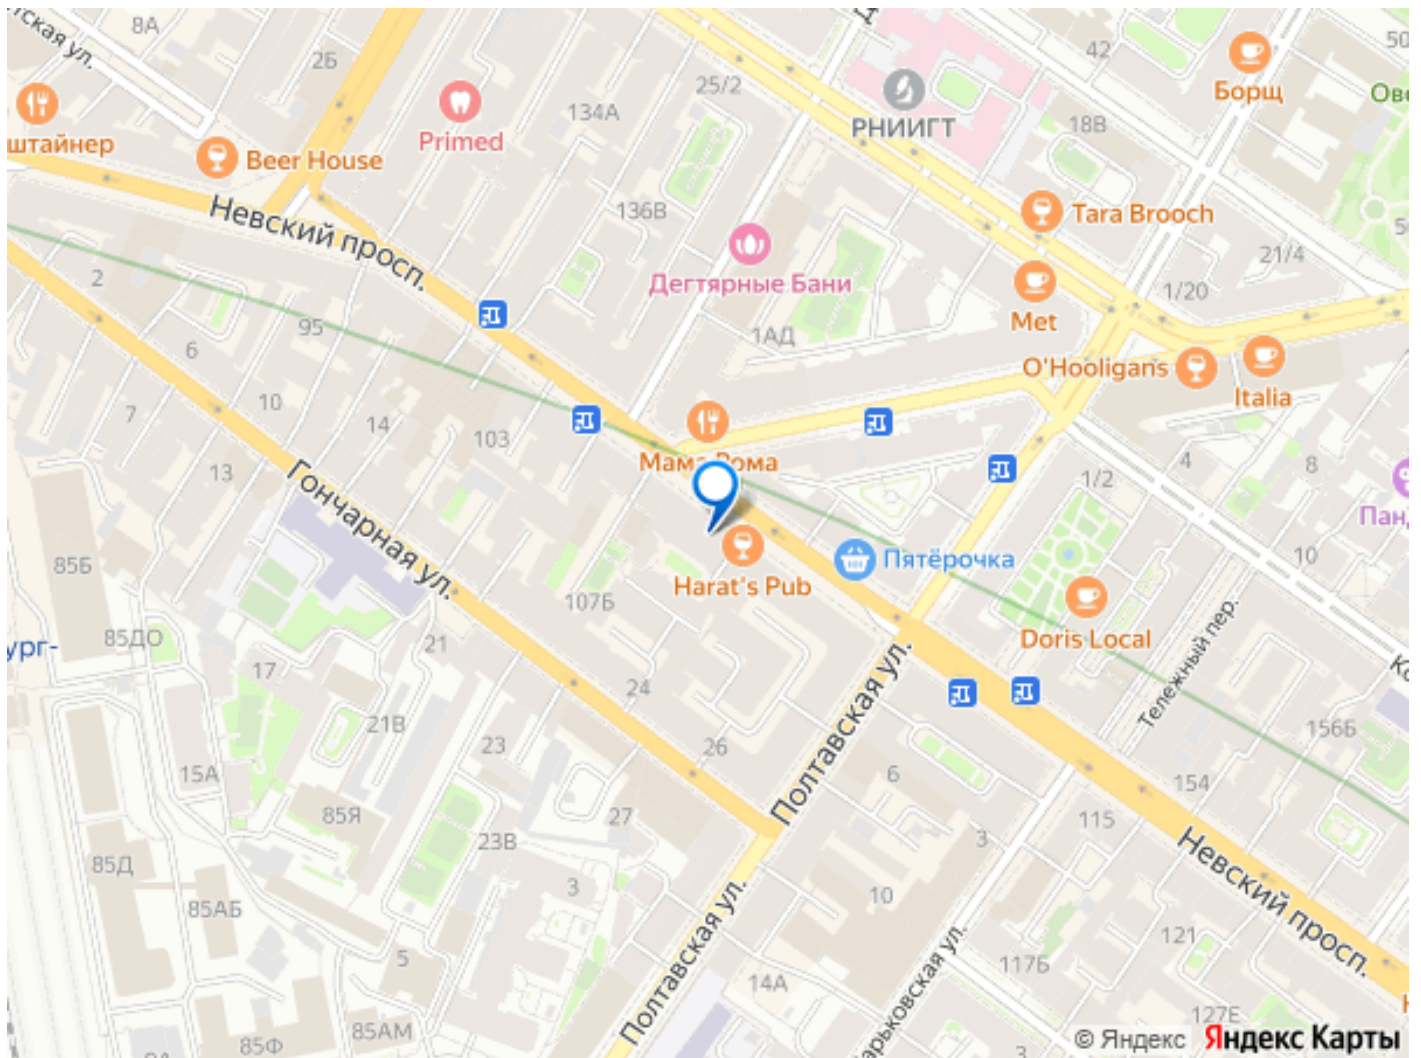 8А
2Б
42
25/2
134А
18В
Борщ
РНИИГТ
Primed
штайнер
Beer House
Tara Brooch
136В
Невский просп.
21/4
Дегтярные Бани
2
1/20
Met
95
1АД
6
O'Hooligans
Italia
10
7
14
103
Мама Рома
4
8
13
1/2
Гончарная ул.
10
85Б
Пятёрочка
Harat's Pub
107Б
Doris Local
Тележный пер.
85ДО
21
17
24
Полтавская ул.
21В
23
26
156Б
15А
6
154
85Я
27
115
23В
3
Невский просп.
85Д
3
10
85АБ
Полтавская ул.
121
5
117Б
14А
127Е
85АМ
85Ф
© Яндекс Яндекс Карты